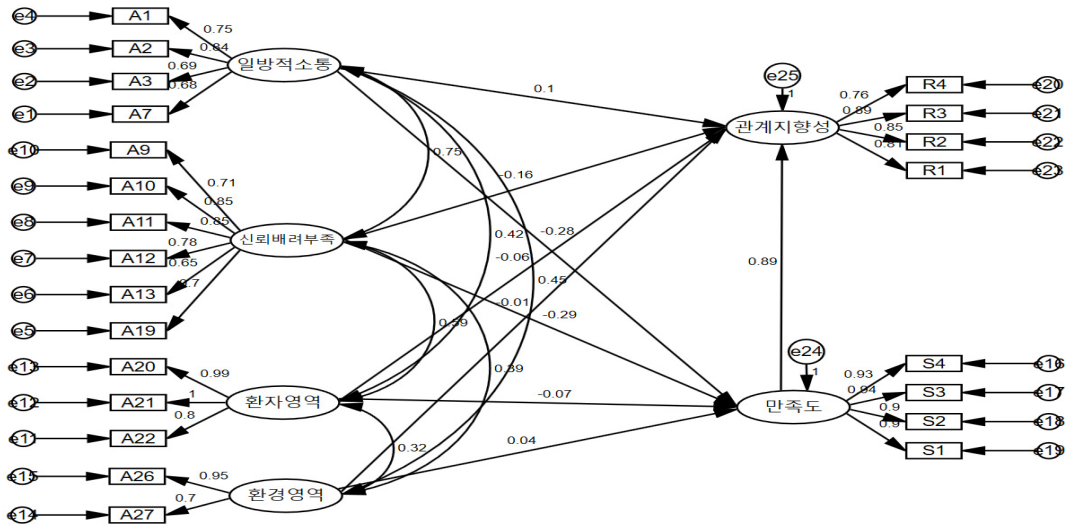 e4 A1 0.75
e3 A2 0.84
e2 A3 0.69
e1 A7 0.68
일방적소통
e10 A9 0.71
e9 A10 0.85
e8 A11 0.85
e7 A12 0.78
e6 A13 0.65
e5 A19 0.7
신뢰배려부족
e13 A20 0.99
e12 A21 1
e11 A22 0.8
환자영역
e15 A26 0.95
e14 A27 0.7
환경영역
0.1
0.75
-0.16
0.42
-0.28
-0.06
0.45
-0.01
-0.29
0.59
0.39
-0.07
0.32
0.04
0.89
e25
1
관계지향성
0.76 R4 e20
0.89 R3 e21
0.85 R2 e22
0.81 R1 e23
e24
1
만족도
0.93 S4 e16
0.94 S3 e17
0.9 S2 e18
0.9 S1 e19